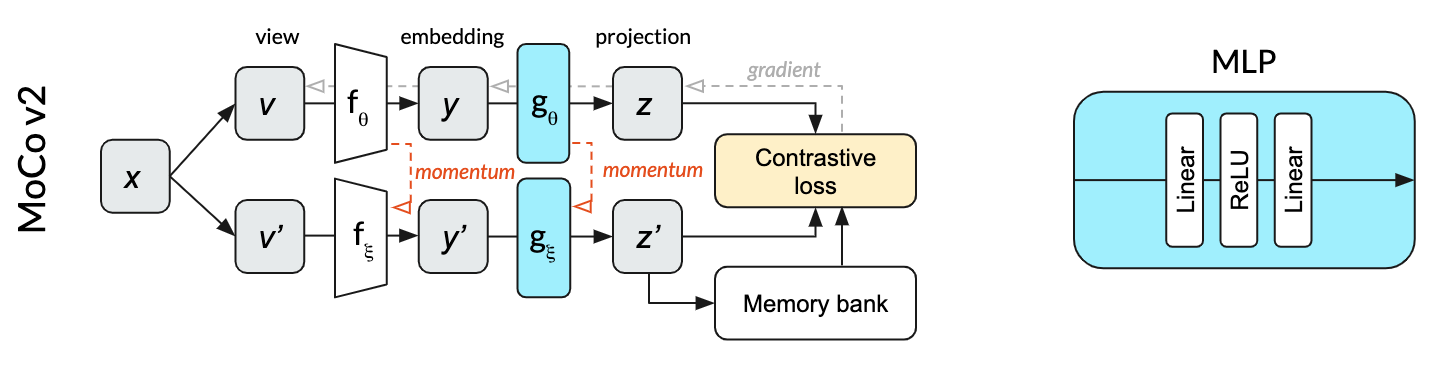 MoCo v2
view
embedding
projection
gradient
x
v
fθ
y
gθ
z
momentum
momentum
Contrastive
loss
v’
fξ
y’
gξ
z’
Memory bank
MLP
Linear
ReLU
Linear